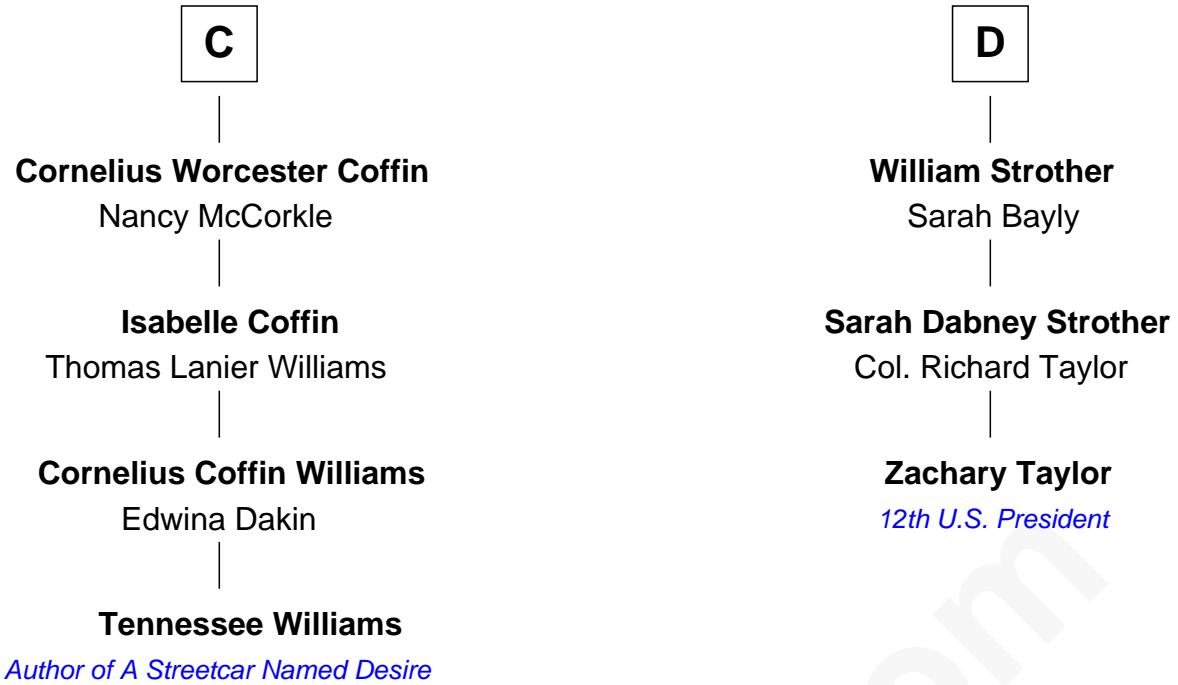 C
Cornelius Worcester Coffin
Nancy McCorkle
Isabelle Coffin
Thomas Lanier Williams
Cornelius Coffin Williams
Edwina Dakin
Tennessee Williams
Author of A Streetcar Named Desire
D
William Strother
Sarah Bayly
Sarah Dabney Strother
Col. Richard Taylor
Zachary Taylor
12th U.S. President
om